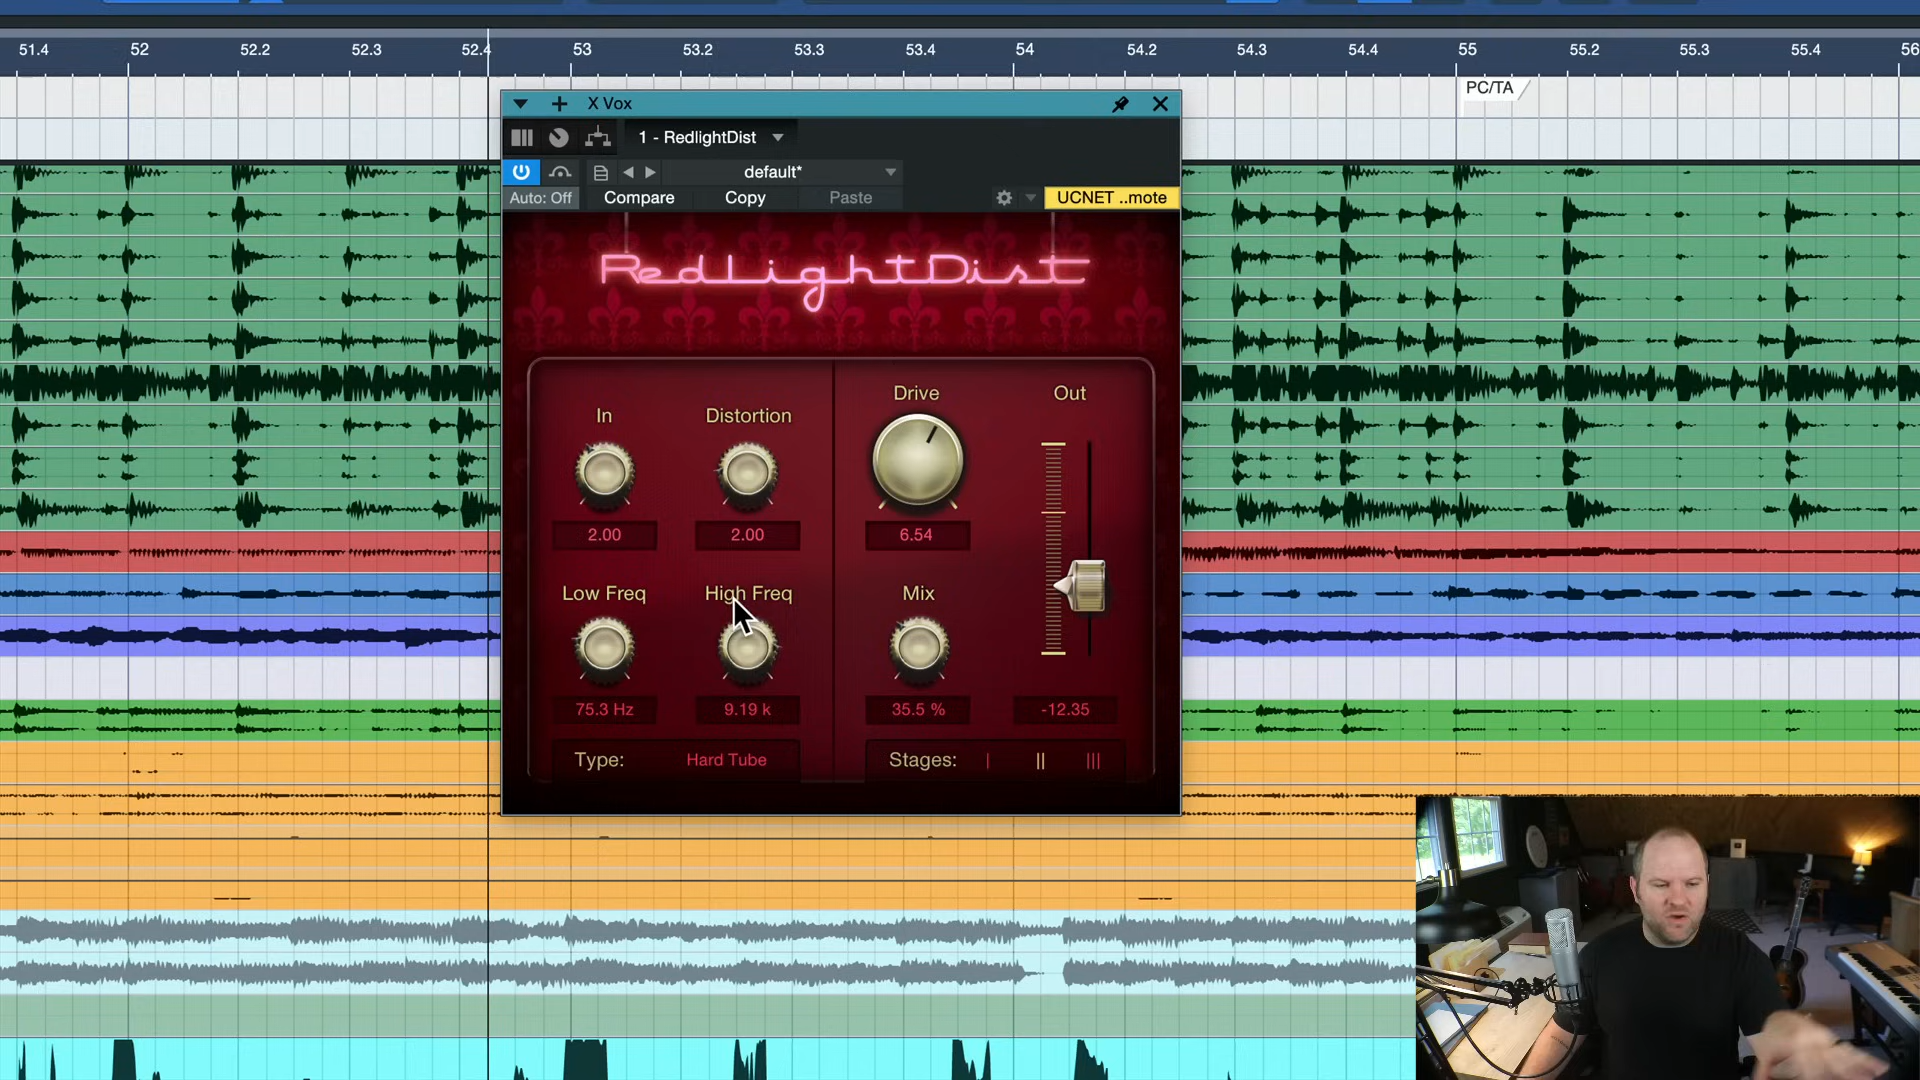 51.4 52 52.2 52.3 52.4 53 53.2 53.3 53.4 54 54.2 54.3 54.4 55 55.2 55.3 55.4 56
PC/TA
X Vox
1 - RedlightDist
default*
Auto: Off Compare Copy Paste UCNET ..mote
RedLightDist
Drive Out
In Distortion
2.00 2.00 6.54
Low Freq High Freq Mix
75.3 Hz 9.19 k 35.5 % -12.35
Type: Hard Tube Stages: | || |||